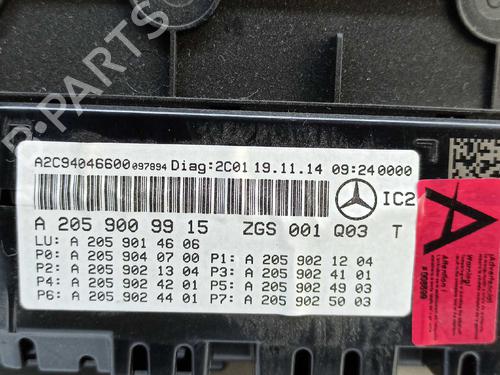 A2C94046600 097894 Diag:2C01 19.11.14 09:240000
IC2
A 205 900 99 15 ZGS 001 Q03 T
LU: A 205 901 46 06
P0: A 205 904 07 00 P1: A 205 902 12 04
P2: A 205 902 13 04 P3: A 205 902 41 01
P4: A 205 902 42 01 P5: A 205 902 49 03
P6: A 205 902 44 01 P7: A 205 902 50 03
A
Attention!
Warning!
¡Advertencia!
B-PARTS